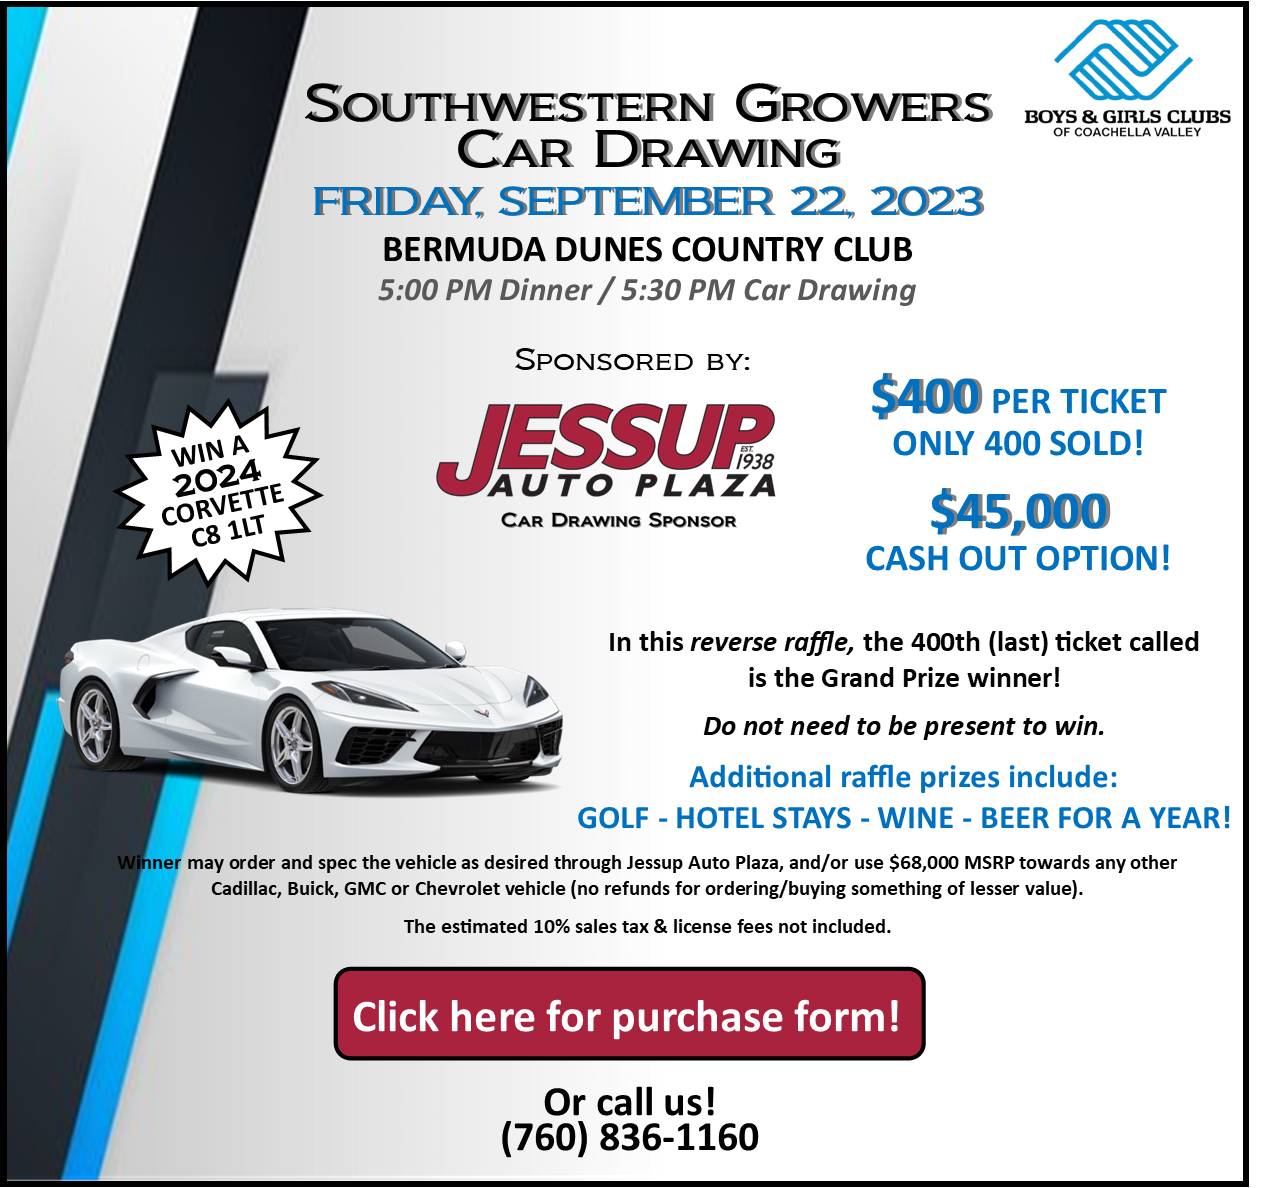 BOYS & GIRLS CLUBS
OF COACHELLA VALLEY
SOUTHWESTERN GROWERS
CAR DRAWING
FRIDAY, SEPTEMBER 22, 2023
BERMUDA DUNES COUNTRY CLUB
5:00 PM Dinner / 5:30 PM Car Drawing
SPONSORED BY:
JESSUP
EST.
1938
AUTO PLAZA
CAR DRAWING SPONSOR
$400 PER TICKET
ONLY 400 SOLD!
$45,000
CASH OUT OPTION!
WIN A
2024
CORVETTE
C8 1LT
In this reverse raffle, the 400th (last) ticket called
is the Grand Prize winner!
Do not need to be present to win.
Additional raffle prizes include:
GOLF - HOTEL STAYS - WINE - BEER FOR A YEAR!
Winner may order and spec the vehicle as desired through Jessup Auto Plaza, and/or use $68,000 MSRP towards any other
Cadillac, Buick, GMC or Chevrolet vehicle (no refunds for ordering/buying something of lesser value).
The estimated 10% sales tax & license fees not included.
Click here for purchase form!
Or call us!
(760) 836-1160